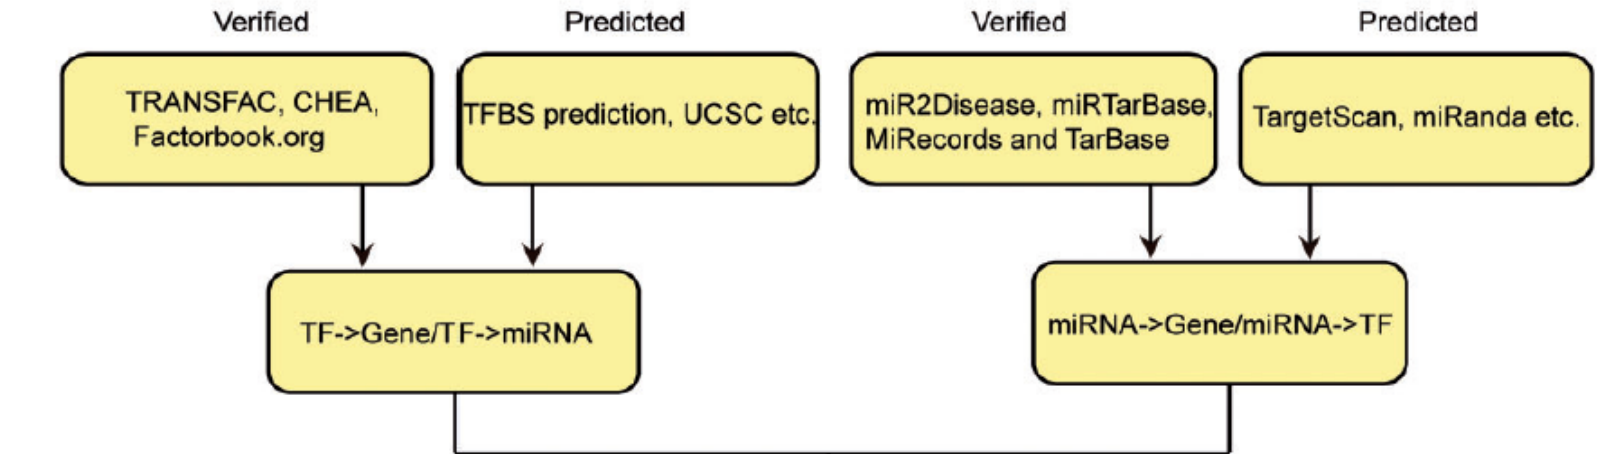 Verified
Predicted
Verified
Predicted
TRANSFAC, CHEA,
Factorbook.org
TFBS prediction, UCSC etc.
miR2Disease, miRTarBase,
MiRecords and TarBase
TargetScan, miRanda etc.
TF->Gene/TF->miRNA
miRNA->Gene/miRNA->TF